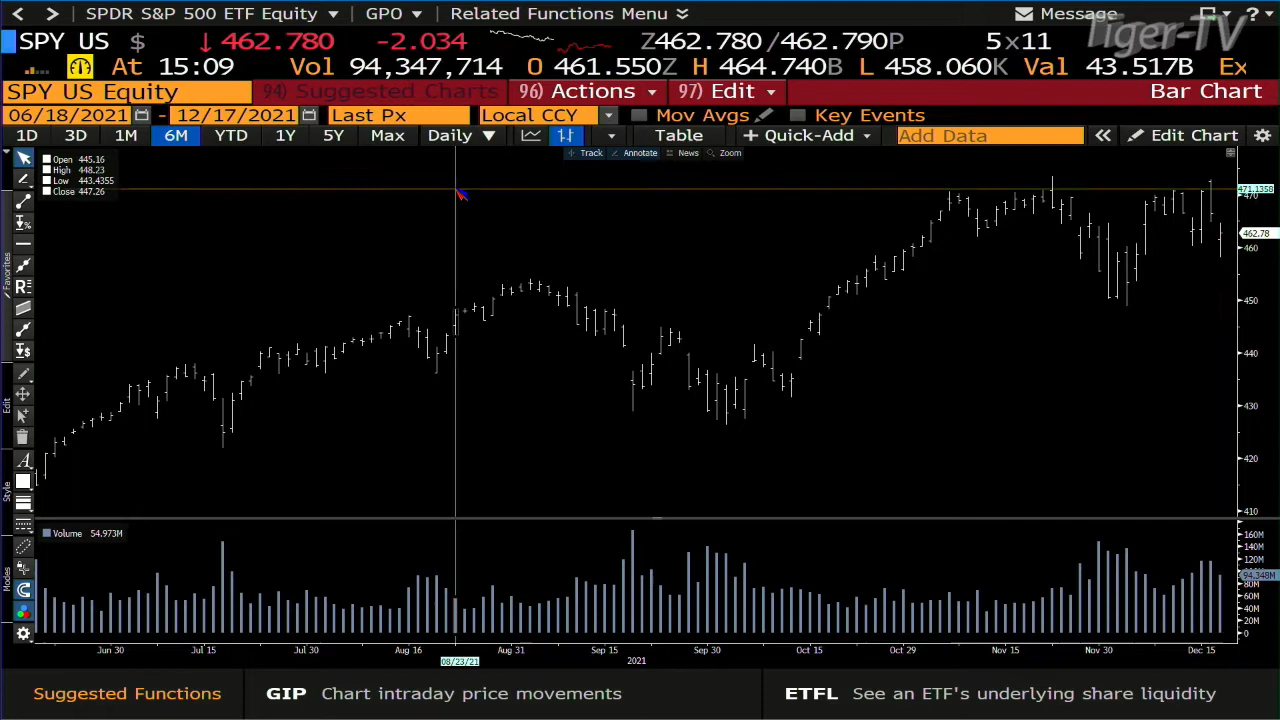 SPDR S&P 500 ETF Equity GPO Related Functions Menu Message ?
Tiger-TV
SPY US $ 462.780 -2.034 Z462.780/462.790P 5x11
At 15:09 Vol 94,347,714 O 461.550Z H 464.740B L 458.060K Val 43.517B Ex
SPY US Equity 94) Suggested Charts 96) Actions 97) Edit Bar Chart
06/18/2021 - 12/17/2021 Last Px Local CCY Mov Avgs Key Events
1D 3D 1M 6M YTD 1Y 5Y Max Daily Table + Quick-Add Add Data Edit Chart
Track Annotate News Zoom
Open 445.16
High 448.23
Low 443.4355
Close 447.26
471.1358
470
462.78
460
450
440
430
420
410
Favorites
Edit
Style
Modes
Volume 54.973M
160M
140M
120M
94.348M
80M
60M
40M
20M
0
Jun 30 Jul 15 Jul 30 Aug 16 Aug 31 Sep 15 Sep 30 Oct 15 Oct 29 Nov 15 Nov 30 Dec 15
08/23/21 2021
Suggested Functions GIP Chart intraday price movements ETFL See an ETF's underlying share liquidity